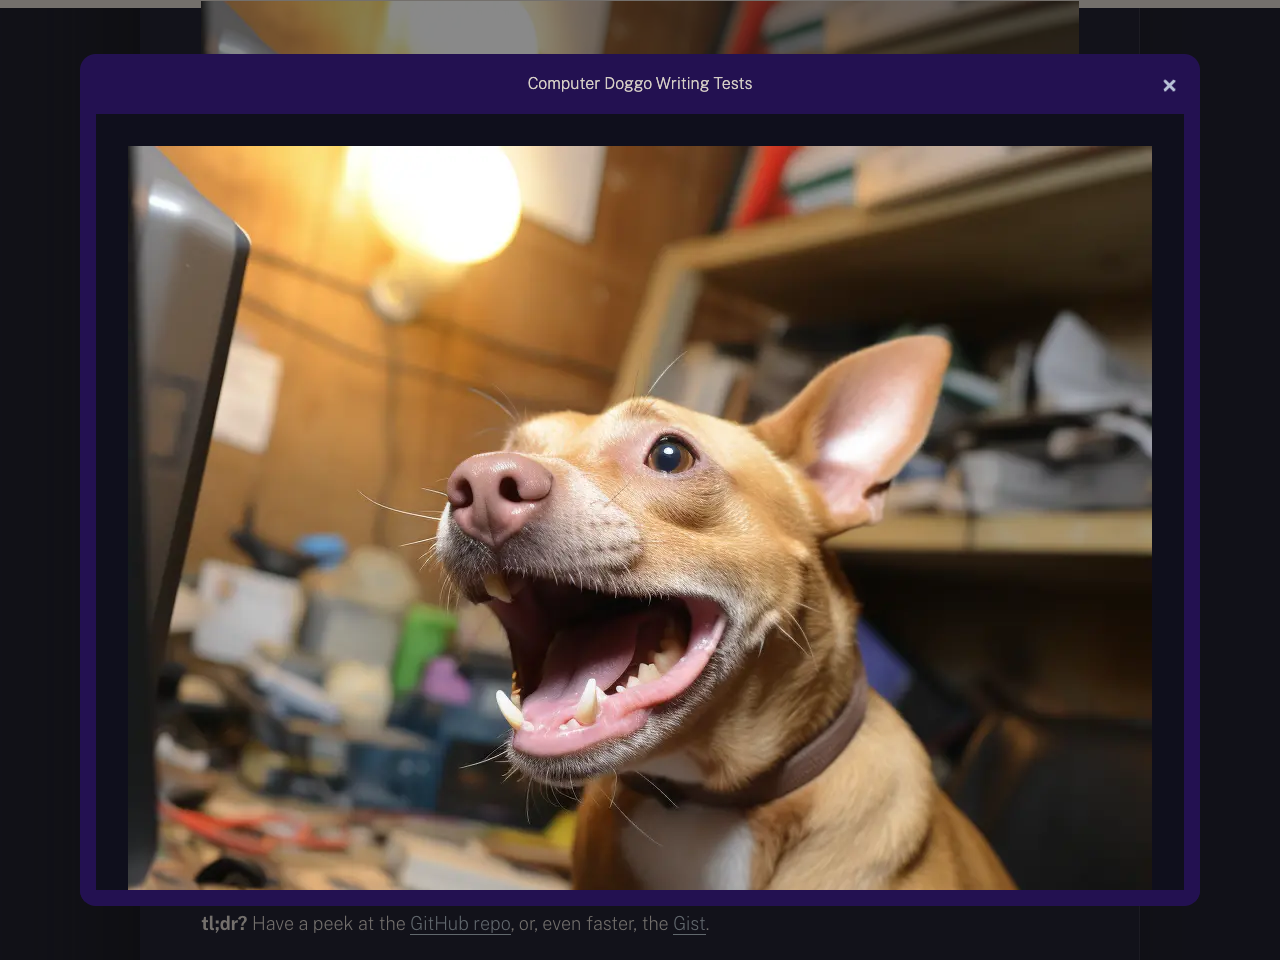 Computer Doggo Writing Tests
×
tl;dr? Have a peek at the GitHub repo, or, even faster, the Gist.